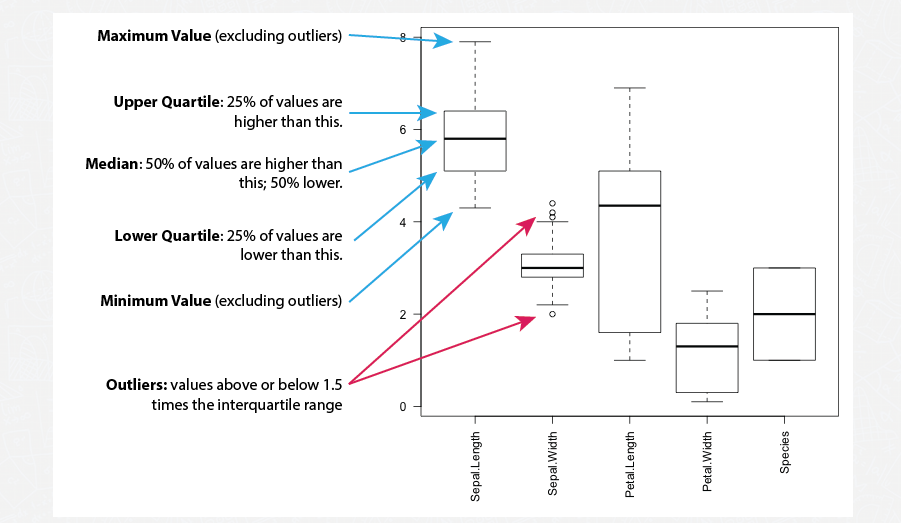 Maximum Value (excluding outliers)
Upper Quartile: 25% of values are
higher than this.
Median: 50% of values are higher than
this; 50% lower.
Lower Quartile: 25% of values are
lower than this.
Minimum Value (excluding outliers)
Outliers: values above or below 1.5
times the interquartile range
8
6
4
2
0
Sepal.Length
Sepal.Width
Petal.Length
Petal.Width
Species